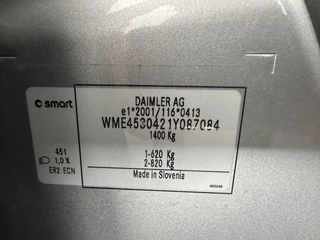 smart
DAIMLER AG
e1*2001/116*0413
WME4530421Y087084
1400 Kg
1-620 Kg
2-820 Kg
Made in Slovenia
451
1,0 %
ER2 ECN